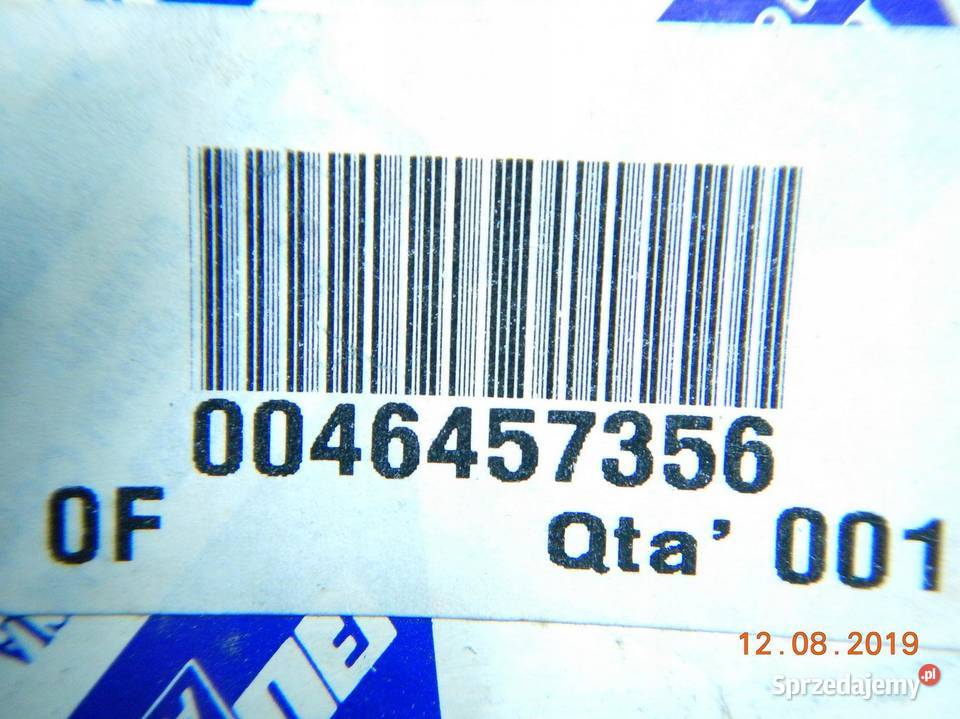 0046457356
0F Qta' 001
12.08.2019
Sprzedajemy.pl